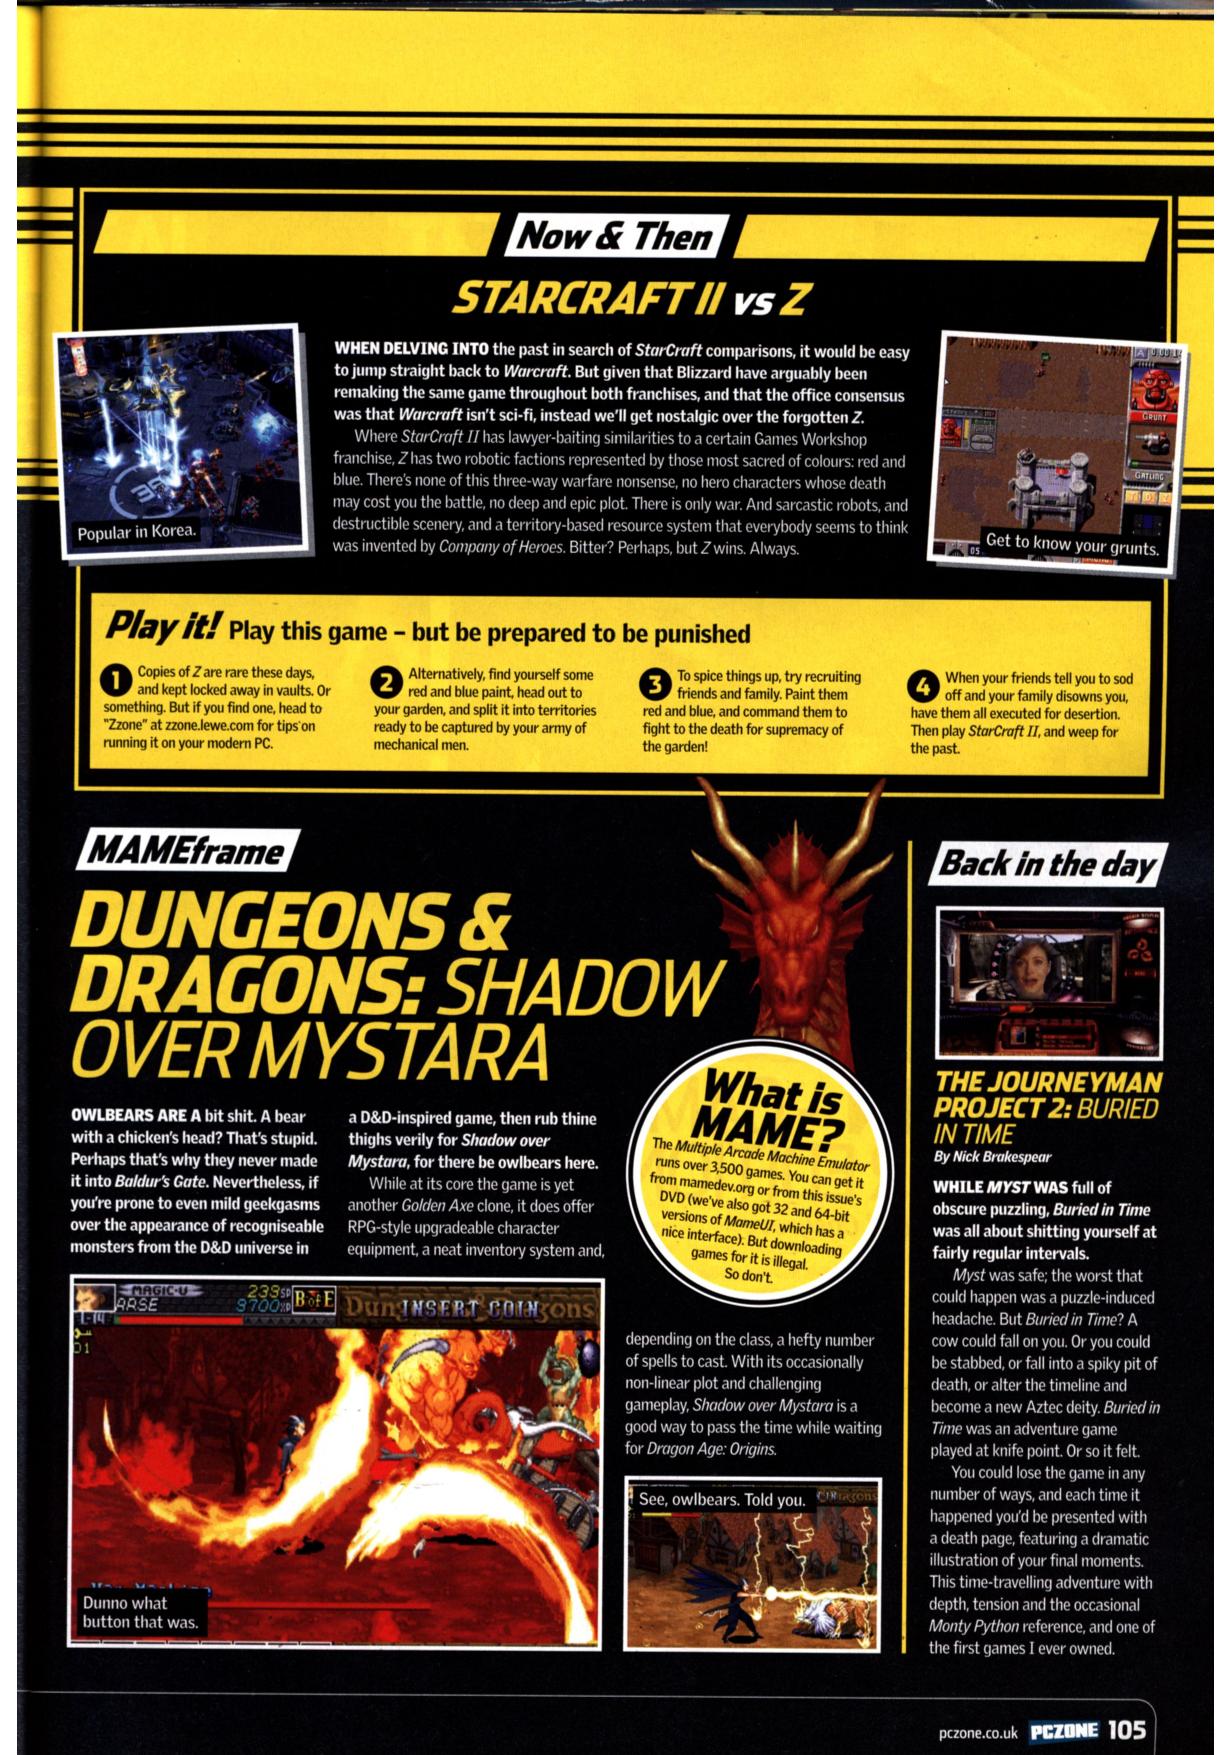 Now & Then
STARCRAFT II vs Z
WHEN DELVING INTO the past in search of StarCraft comparisons, it would be easy
to jump straight back to Warcraft. But given that Blizzard have arguably been
remaking the same game throughout both franchises, and that the office consensus
was that Warcraft isn't sci-fi, instead we'll get nostalgic over the forgotten Z.
Where StarCraft II has lawyer-baiting similarities to a certain Games Workshop
franchise, Z has two robotic factions represented by those most sacred of colours: red and
blue. There's none of this three-way warfare nonsense, no hero characters whose death
may cost you the battle, no deep and epic plot. There is only war. And sarcastic robots, and
destructible scenery, and a territory-based resource system that everybody seems to think
was invented by Company of Heroes. Bitter? Perhaps, but Z wins. Always.
Popular in Korea.
GRUNT
GATLING
Get to know your grunts.
Play it! Play this game – but be prepared to be punished
1 Copies of Z are rare these days,
and kept locked away in vaults. Or
something. But if you find one, head to
"Zzone" at zzone.lewe.com for tips on
running it on your modern PC.
2 Alternatively, find yourself some
red and blue paint, head out to
your garden, and split it into territories
ready to be captured by your army of
mechanical men.
3 To spice things up, try recruiting
friends and family. Paint them
red and blue, and command them to
fight to the death for supremacy of
the garden!
4 When your friends tell you to sod
off and your family disowns you,
have them all executed for desertion.
Then play StarCraft II, and weep for
the past.
MAMEframe
DUNGEONS &
DRAGONS: SHADOW
OVER MYSTARA
OWLBEARS ARE A bit shit. A bear
with a chicken's head? That's stupid.
Perhaps that's why they never made
it into Baldur's Gate. Nevertheless, if
you're prone to even mild geekgasms
over the appearance of recogniseable
monsters from the D&D universe in
a D&D-inspired game, then rub thine
thighs verily for Shadow over
Mystara, for there be owlbears here.
While at its core the game is yet
another Golden Axe clone, it does offer
RPG-style upgradeable character
equipment, a neat inventory system and,
depending on the class, a hefty number
of spells to cast. With its occasionally
non-linear plot and challenging
gameplay, Shadow over Mystara is a
good way to pass the time while waiting
for Dragon Age: Origins.
What is
MAME?
The Multiple Arcade Machine Emulator
runs over 3,500 games. You can get it
from mamedev.org or from this issue's
DVD (we've also got 32 and 64-bit
versions of MameUI, which has a
nice interface). But downloading
games for it is illegal.
So don't.
MAGIC-U
ARSE
239SP
9700XP
B of E
INSERT COIN
L-14
01
Dunno what
button that was.
See, owlbears. Told you.
Back in the day
THE JOURNEYMAN
PROJECT 2: BURIED
IN TIME
By Nick Brakespear
WHILE MYST WAS full of
obscure puzzling, Buried in Time
was all about shitting yourself at
fairly regular intervals.
Myst was safe; the worst that
could happen was a puzzle-induced
headache. But Buried in Time? A
cow could fall on you. Or you could
be stabbed, or fall into a spiky pit of
death, or alter the timeline and
become a new Aztec deity. Buried in
Time was an adventure game
played at knife point. Or so it felt.
You could lose the game in any
number of ways, and each time it
happened you'd be presented with
a death page, featuring a dramatic
illustration of your final moments.
This time-travelling adventure with
depth, tension and the occasional
Monty Python reference, and one of
the first games I ever owned.
pczone.co.uk PCZONE 105